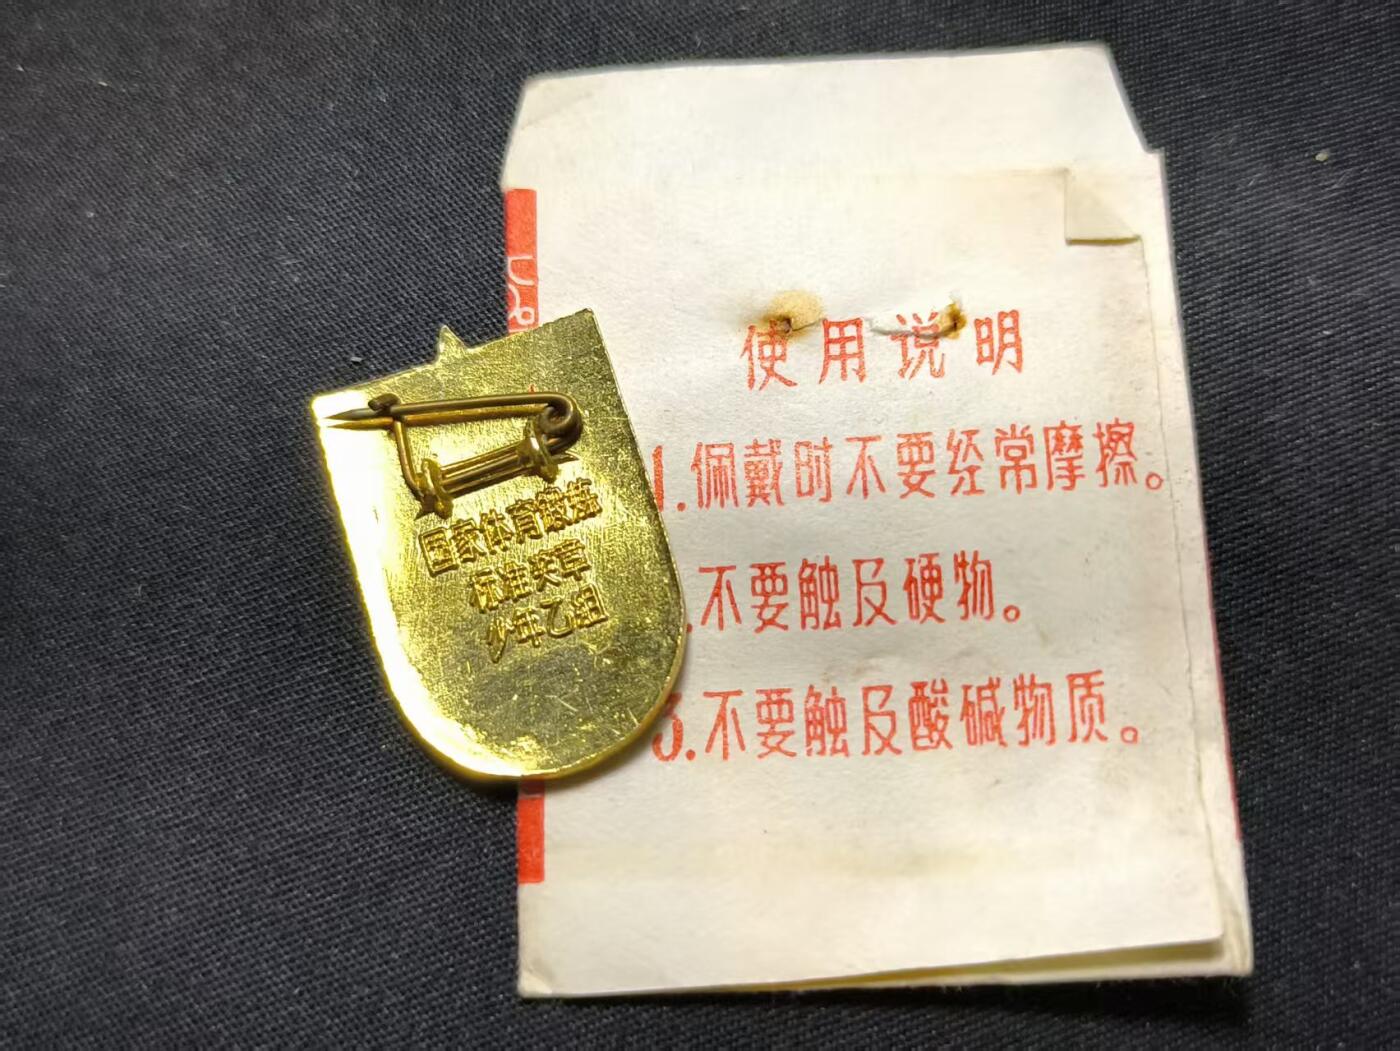 国家体育锻炼
标准奖章
少年乙组
使用说明
1.佩戴时不要经常摩擦。
.不要触及硬物。
3.不要触及酸碱物质。